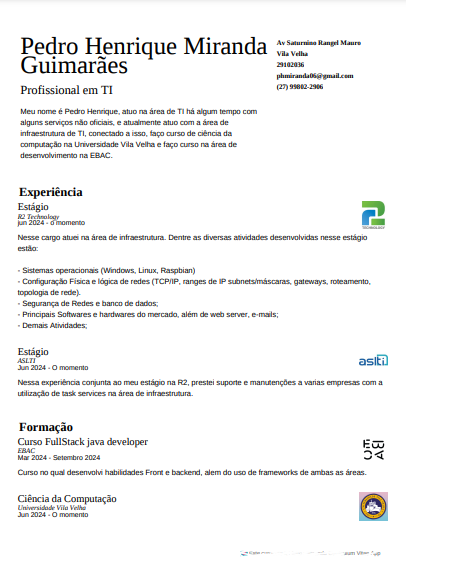 Pedro Henrique Miranda
Guimarães
Profissional em TI
Av Saturnino Rangel Mauro
Vila Velha
29102036
phmiranda06@gmail.com
(27) 99802-2906
Meu nome é Pedro Henrique, atuo na área de TI há algum tempo com
alguns serviços não oficiais, e atualmente atuo com a área de
infraestrutura de TI, conectado a isso, faço curso de ciência da
computação na Universidade Vila Velha e faço curso na área de
desenvolvimento na EBAC.
Experiência
Estágio
R2 Technology
jun 2024 - o momento
TECHNOLOGY
Nesse cargo atuei na área de infraestrutura. Dentre as diversas atividades desenvolvidas nesse estágio
estão:
- Sistemas operacionais (Windows, Linux, Raspbian)
- Configuração Física e lógica de redes (TCP/IP, ranges de IP subnets/máscaras, gateways, roteamento,
topologia de rede).
- Segurança de Redes e banco de dados;
- Principais Softwares e hardwares do mercado, além de web server, e-mails;
- Demais Atividades;
Estágio
ASLTI
Jun 2024 - O momento
aslti
Nessa experiência conjunta ao meu estágio na R2, prestei suporte e manutenções a varias empresas com a
utilização de task services na área de infraestrutura.
Formação
Curso FullStack java developer
EBAC
Mar 2024 - Setembro 2024
EBAC
Curso no qual desenvolvi habilidades Front e backend, alem do uso de frameworks de ambas as áreas.
Ciência da Computação
Universidade Vila Velha
Jun 2024 - O momento